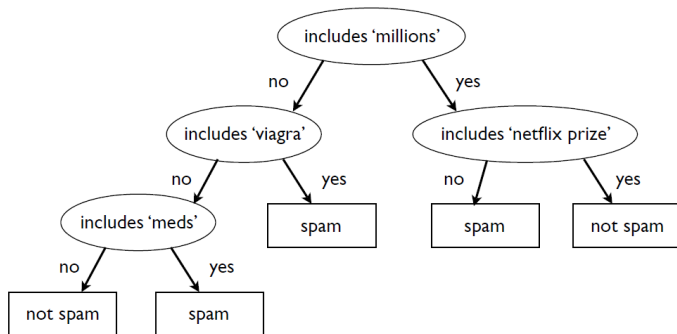 includes ‘millions’
no
yes
includes ‘viagra’
includes ‘netflix prize’
no
yes
no
yes
includes ‘meds’
spam
spam
not spam
no
yes
not spam
spam